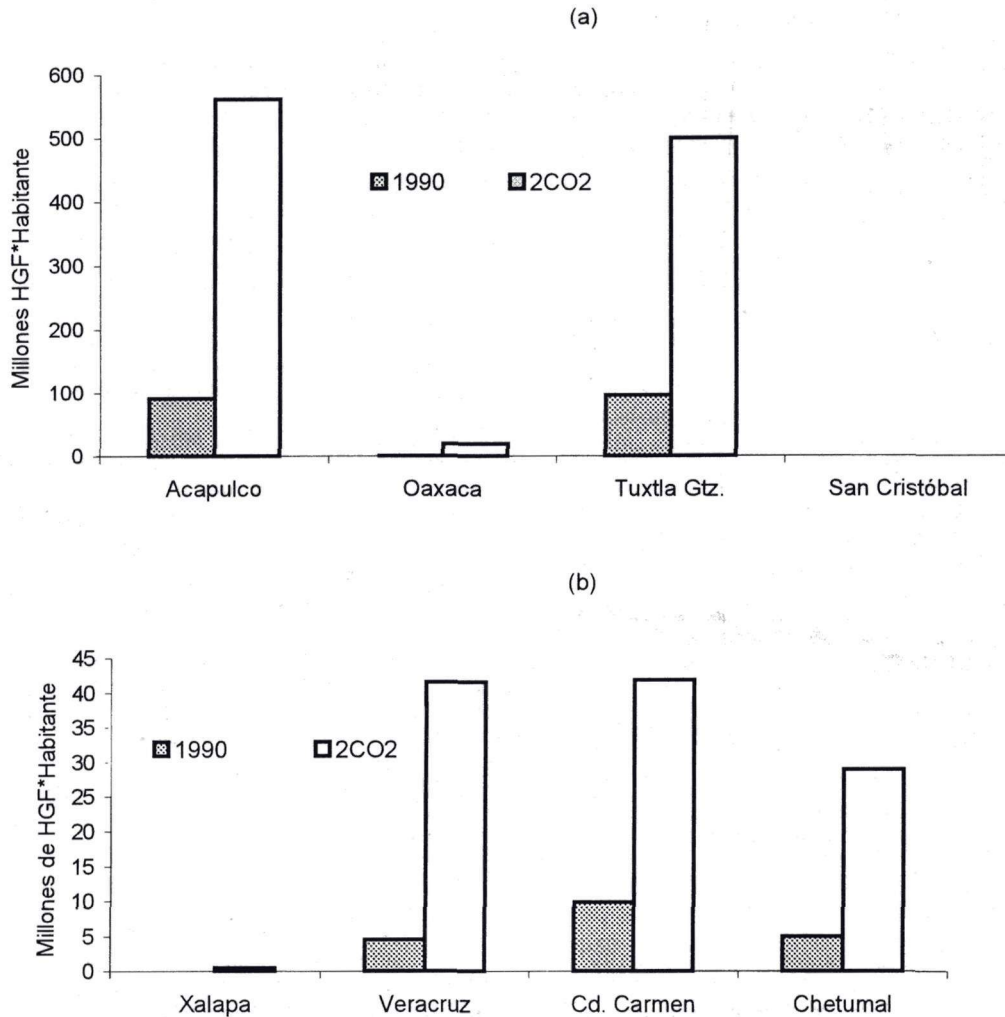 (a)
Millones HGF*Habitante
600
500
400
300
200
100
0
1990 2CO2
Acapulco Oaxaca Tuxtla Gtz. San Cristóbal
(b)
Millones de HGF*Habitante
45
40
35
30
25
20
15
10
5
0
1990 2CO2
Xalapa Veracruz Cd. Carmen Chetumal